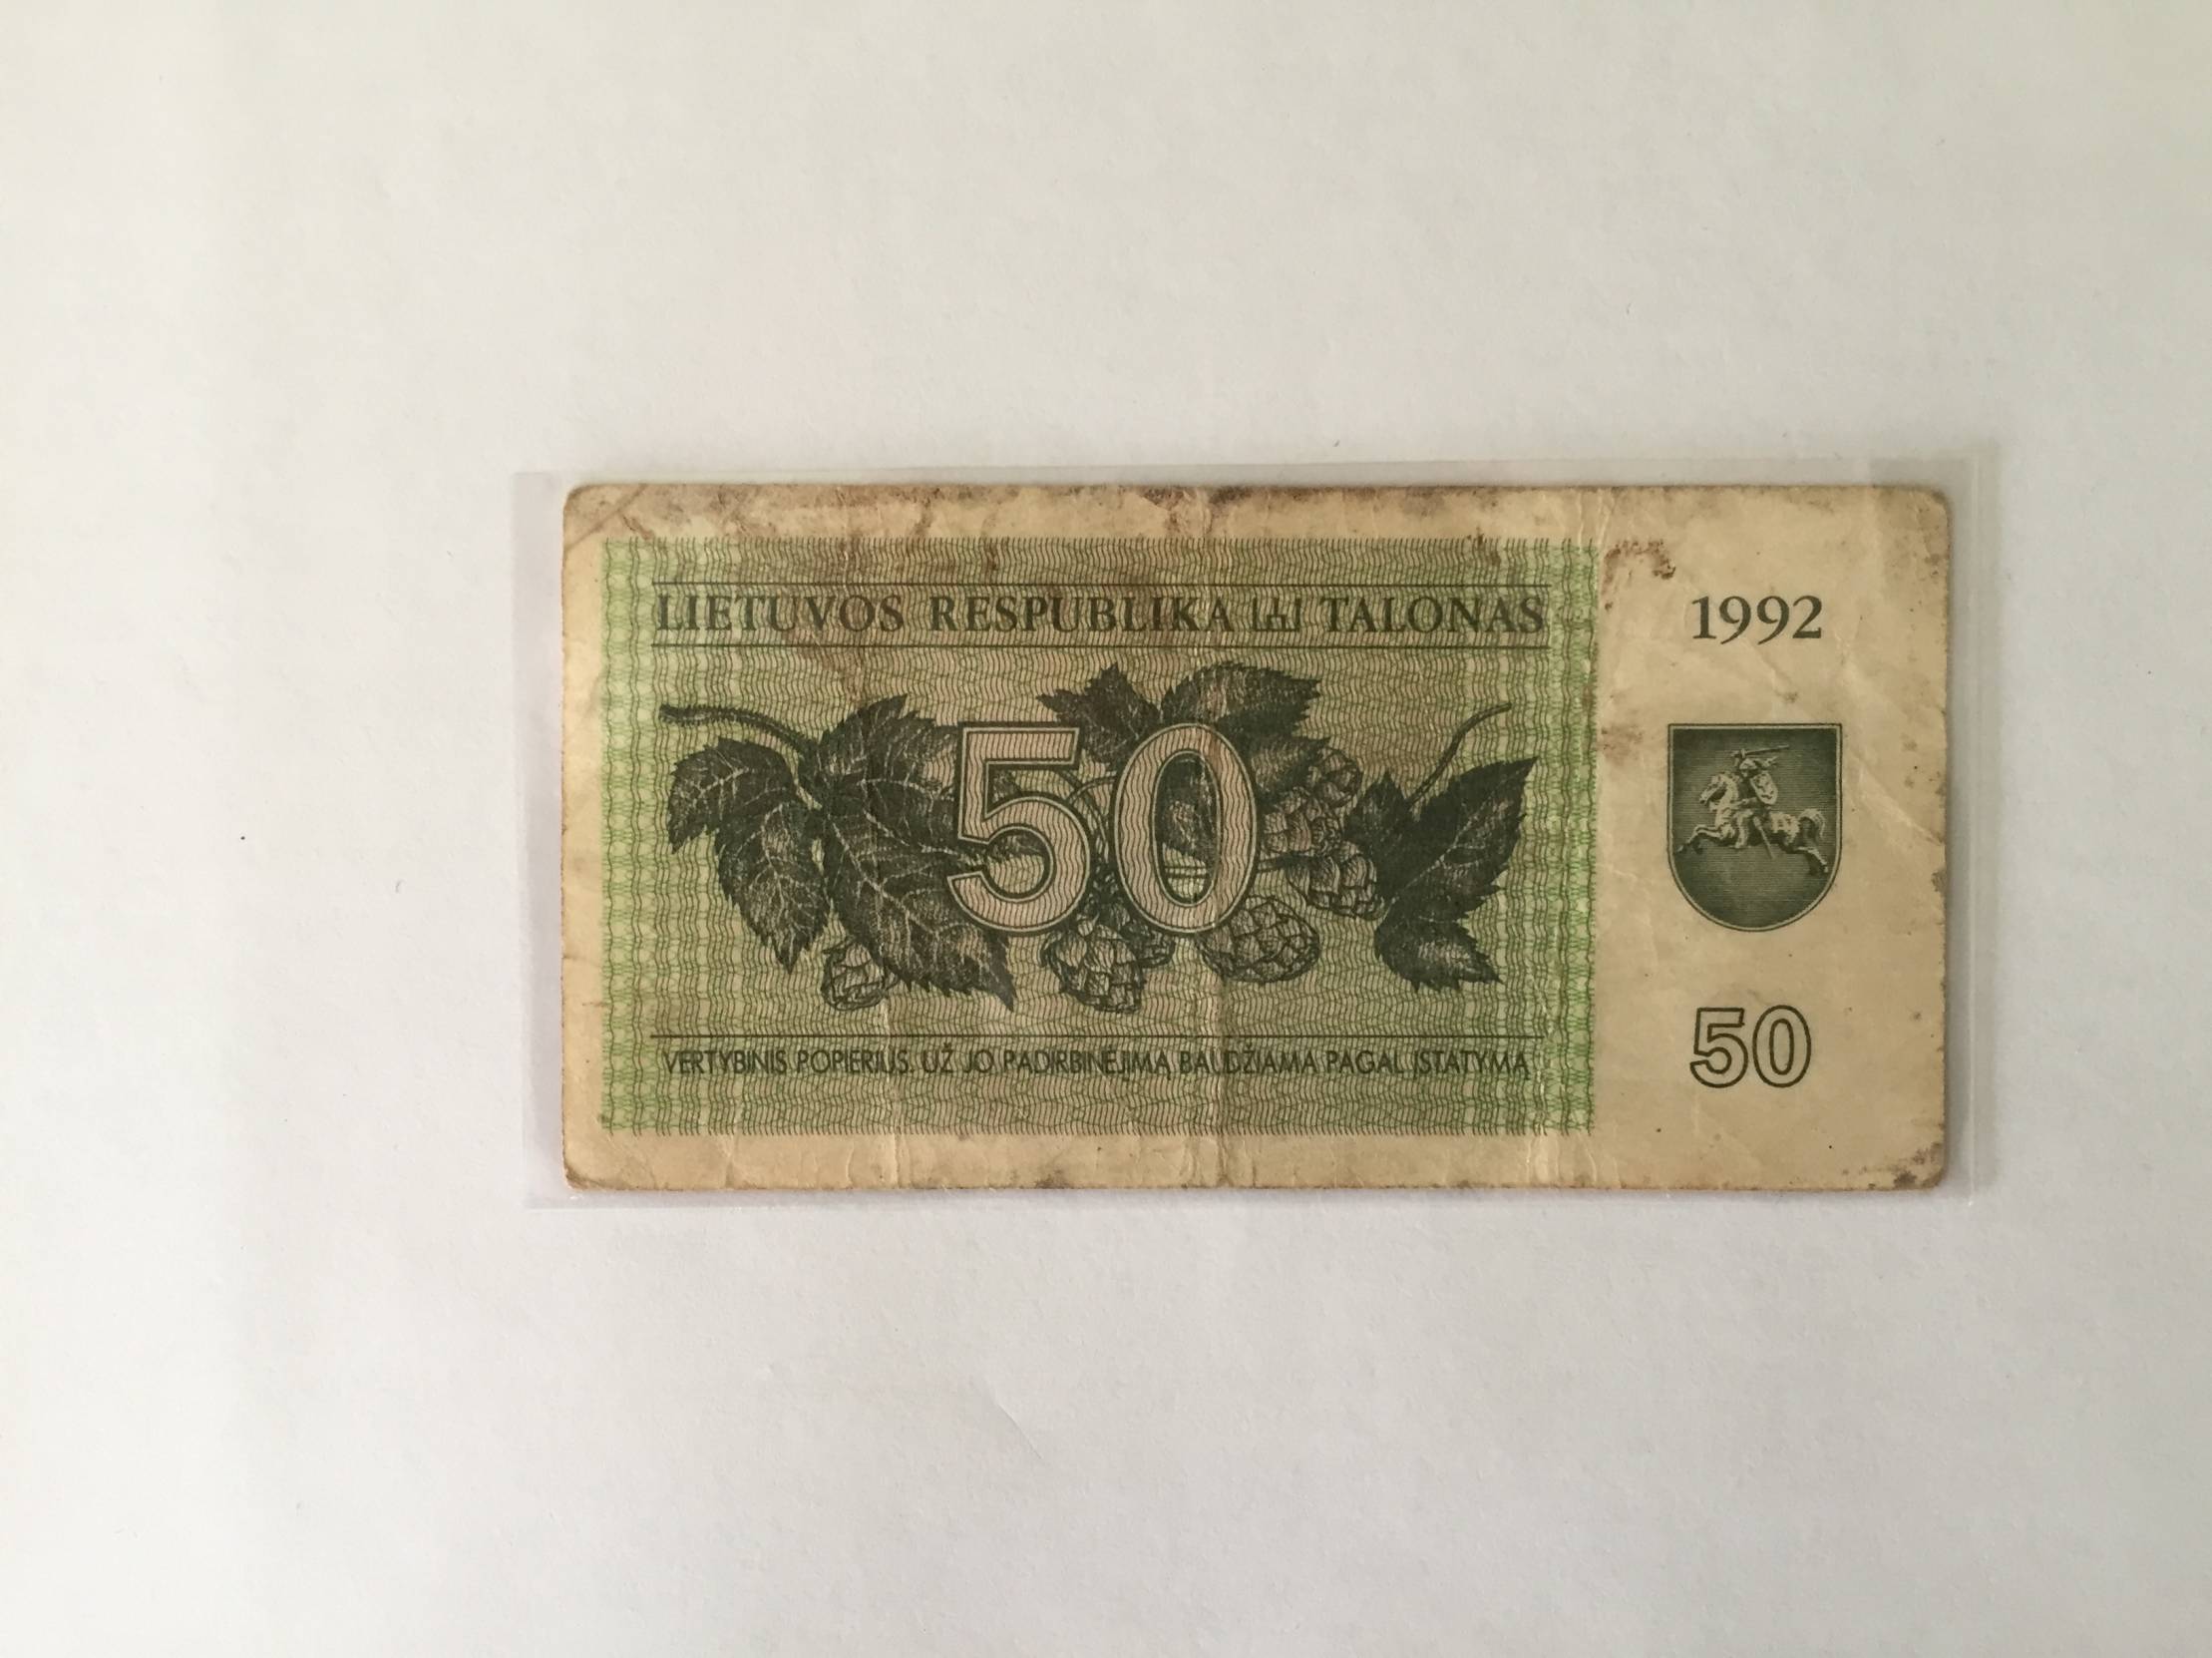 LIETUVOS RESPUBLIKA TALONAS
1992
50
50
VERTYBINIS POPIERIUS. UŽ JO PADIRBINĖJIMĄ BAUDŽIAMA PAGAL ĮSTATYMĄ